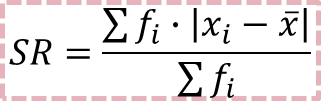 SR = \frac{\sum f_i \cdot |x_i - \bar{x}|}{\sum f_i}